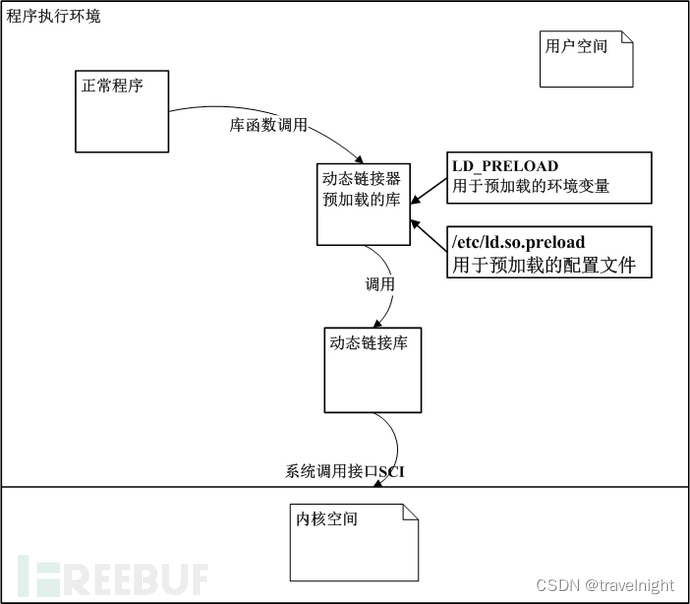 程序执行环境
用户空间
正常程序
库函数调用
动态链接器
预加载的库
LD_PRELOAD
用于预加载的环境变量
/etc/ld.so.preload
用于预加载的配置文件
调用
动态链接库
系统调用接口SCI
内核空间
FREEBUF
CSDN @travelnight